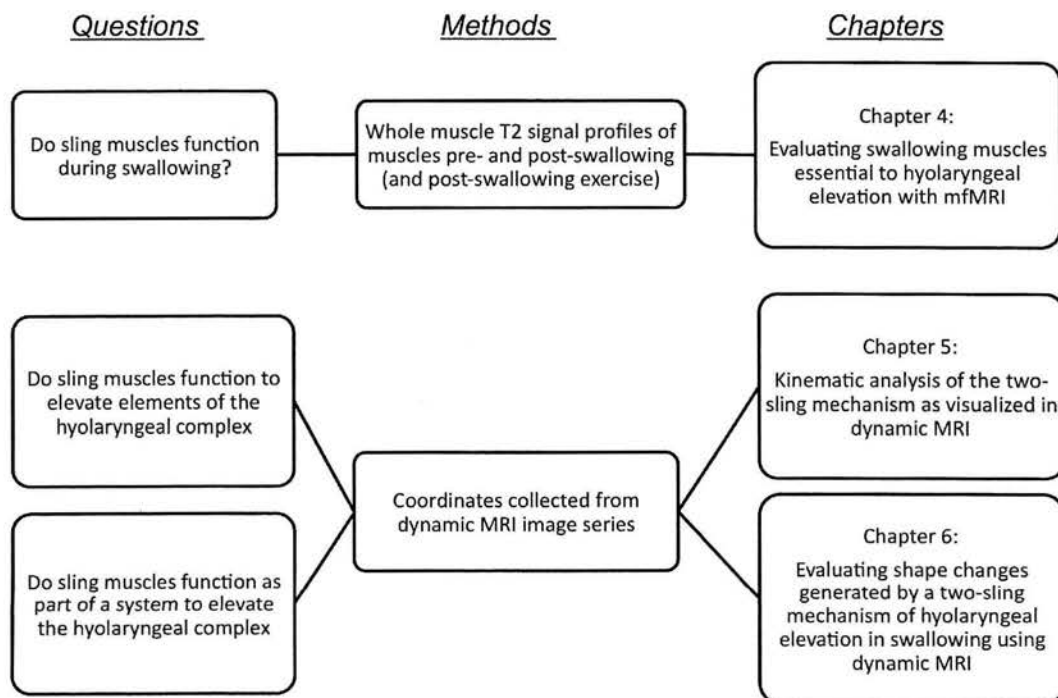 Questions
Methods
Chapters
Do sling muscles function
during swallowing?
Whole muscle T2 signal profiles of
muscles pre- and post-swallowing
(and post-swallowing exercise)
Chapter 4:
Evaluating swallowing muscles
essential to hyolaryngeal
elevation with mfMRI
Do sling muscles function to
elevate elements of the
hyolaryngeal complex
Do sling muscles function as
part of a system to elevate
the hyolaryngeal complex
Coordinates collected from
dynamic MRI image series
Chapter 5:
Kinematic analysis of the two-
sling mechanism as visualized in
dynamic MRI
Chapter 6:
Evaluating shape changes
generated by a two-sling
mechanism of hyolaryngeal
elevation in swallowing using
dynamic MRI